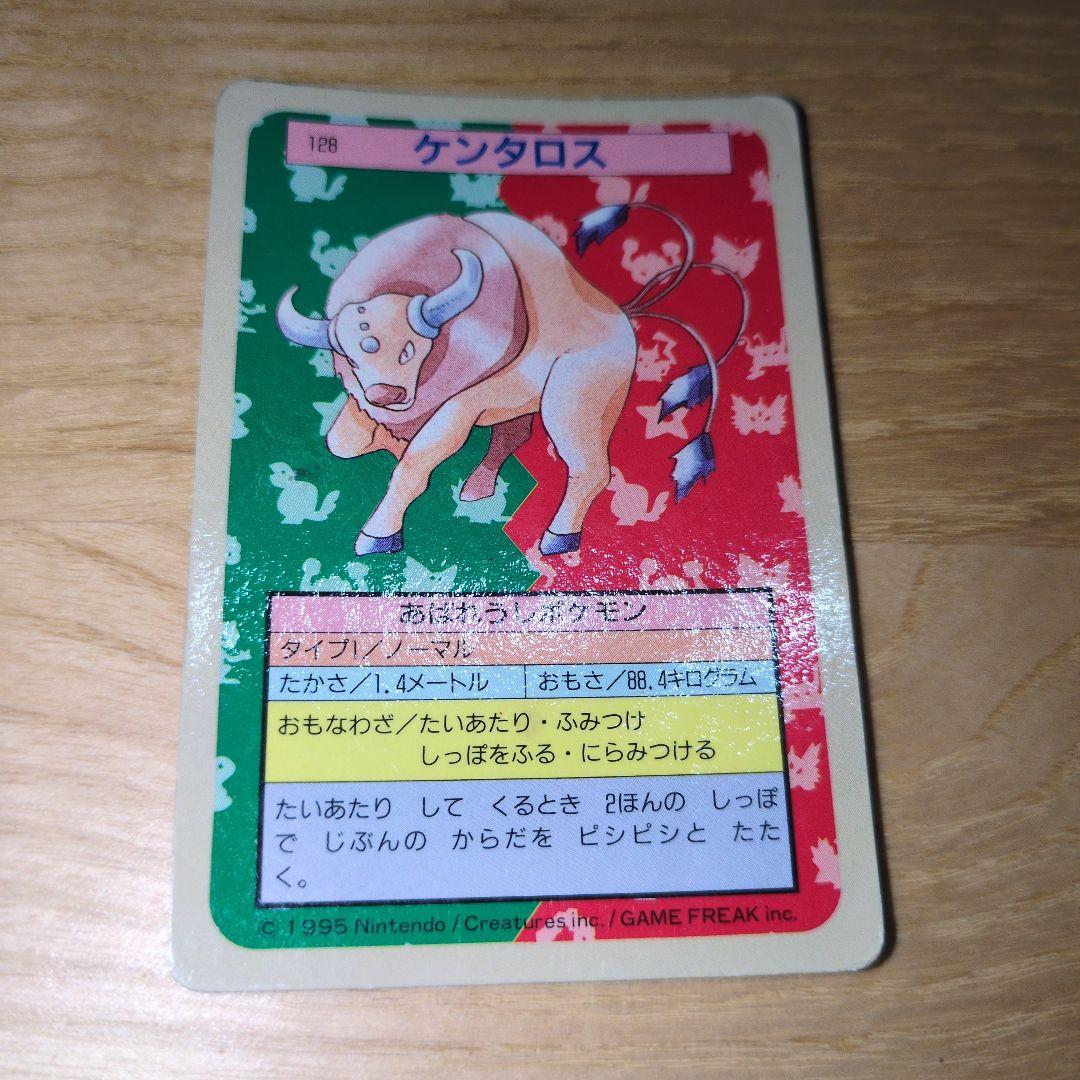 128
ケンタロス
あばれうしポケモン
タイプ1/ノーマル
たかさ/1.4メートル おもさ/88.4キログラム
おもなわざ/たいあたり・ふみつけ
しっぽをふる・にらみつける
たいあたり して くるとき 2ほんの しっぽ
で じぶんの からだを ピシピシと たた
く。
© 1995 Nintendo / Creatures inc. / GAME FREAK inc.